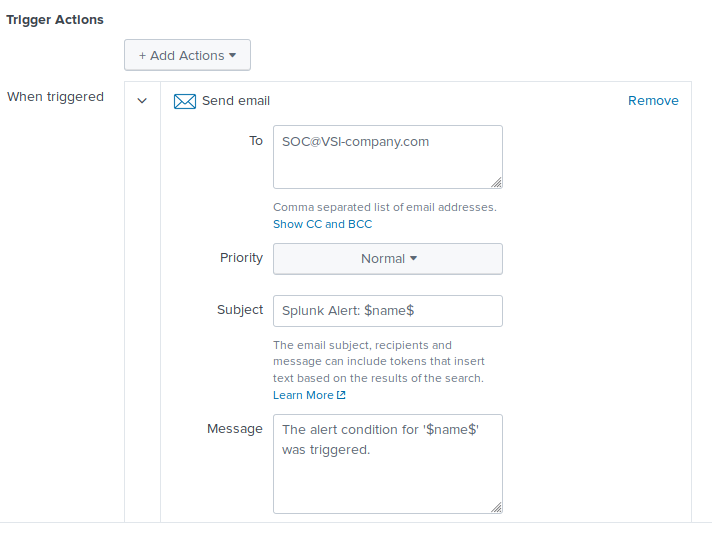 Trigger Actions
+ Add Actions
When triggered
Send email
Remove
To
SOC@VSI-company.com
Comma separated list of email addresses.
Show CC and BCC
Priority
Normal
Subject
Splunk Alert: $name$
The email subject, recipients and
message can include tokens that insert
text based on the results of the search.
Learn More
Message
The alert condition for '$name$'
was triggered.